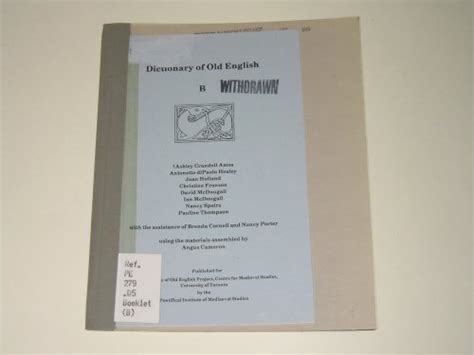 Dictionary of Old English
B
WITHDRAWN
†Ashley Crandell Amos
Antonette diPaolo Healey
Joan Holland
Christine Franzen
David McDougall
Ian McDougall
Nancy Speirs
Pauline Thompson
with the assistance of Brenda Cornell and Nancy Porter
using the materials assembled by
Angus Cameron
Published for
of Old English Project, Centre for Medieval Studies,
University of Toronto
by the
Pontifical Institute of Mediaeval Studies
Ref.
PE
279
.D5
Booklet
(B)